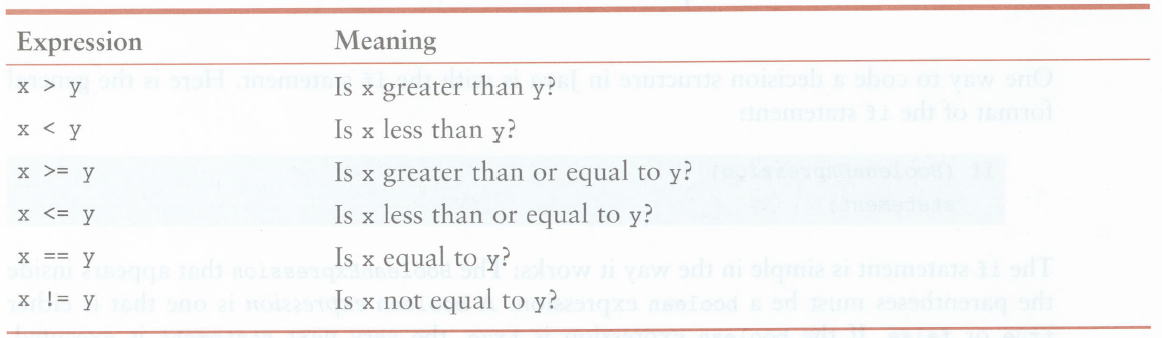 Expression Meaning
x > y Is x greater than y?
x < y Is x less than y?
x >= y Is x greater than or equal to y?
x <= y Is x less than or equal to y?
x == y Is x equal to y?
x != y Is x not equal to y?